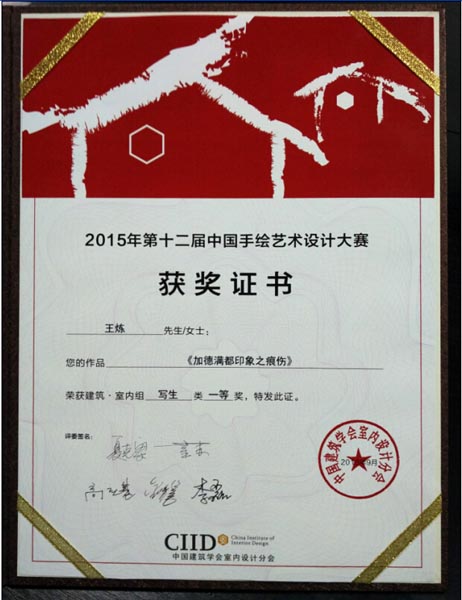 2015年第十二届中国手绘艺术设计大赛
获奖证书
王炼 先生/女士：
您的作品 《加德满都印象之痕伤》
荣获建筑·室内组 写生 类 一等 奖，特发此证。
评委签名：
中国建筑学会室内设计分会
9月
CIID China Institute of
Interior Design
中国建筑学会室内设计分会